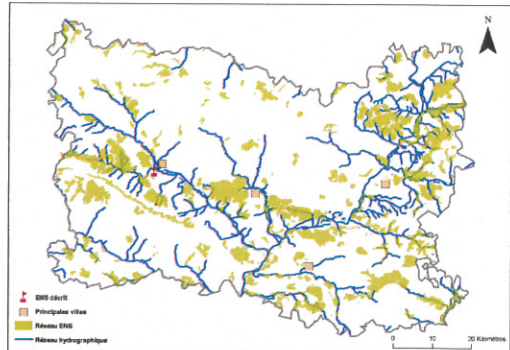 N
ENS décrit
Principales villes
Réseau ENS
Réseau hydrographique
0 10 20 Kilomètres